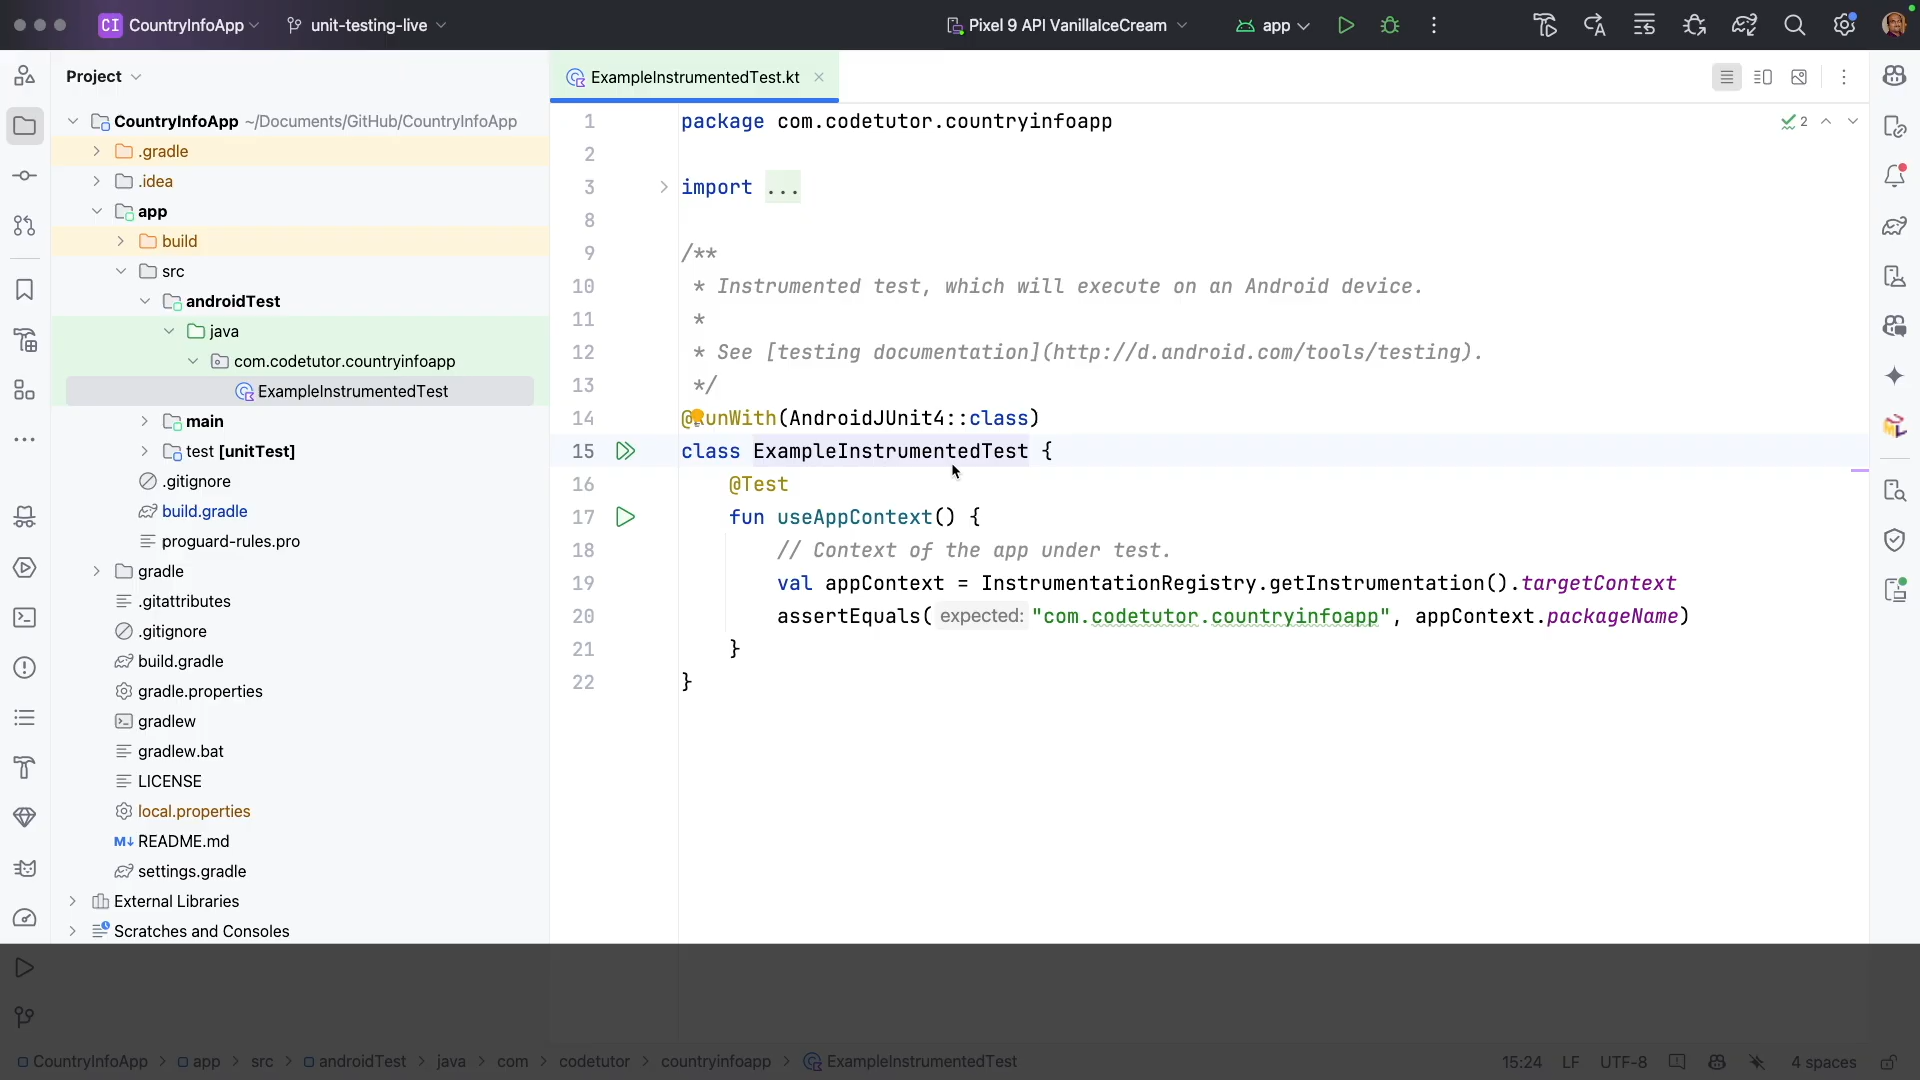 CI CountryInfoApp unit-testing-live Pixel 9 API VanillaIceCream app
Project
ExampleInstrumentedTest.kt
CountryInfoApp ~/Documents/GitHub/CountryInfoApp
.gradle
.idea
app
build
src
androidTest
java
com.codetutor.countryinfoapp
ExampleInstrumentedTest
main
test [unitTest]
.gitignore
build.gradle
proguard-rules.pro
gradle
.gitattributes
.gitignore
build.gradle
gradle.properties
gradlew
gradlew.bat
LICENSE
local.properties
M↓ README.md
settings.gradle
External Libraries
Scratches and Consoles
2
1 package com.codetutor.countryinfoapp
2
3 import ...
8
9 /**
10 * Instrumented test, which will execute on an Android device.
11 *
12 * See [testing documentation](http://d.android.com/tools/testing).
13 */
14 @RunWith(AndroidJUnit4::class)
15 class ExampleInstrumentedTest {
16 @Test
17 fun useAppContext() {
18 // Context of the app under test.
19 val appContext = InstrumentationRegistry.getInstrumentation().targetContext
20 assertEquals( expected: "com.codetutor.countryinfoapp", appContext.packageName)
21 }
22 }
CountryInfoApp > app > src > androidTest > java > com > codetutor > countryinfoapp > ExampleInstrumentedTest
15:24 LF UTF-8 4 spaces